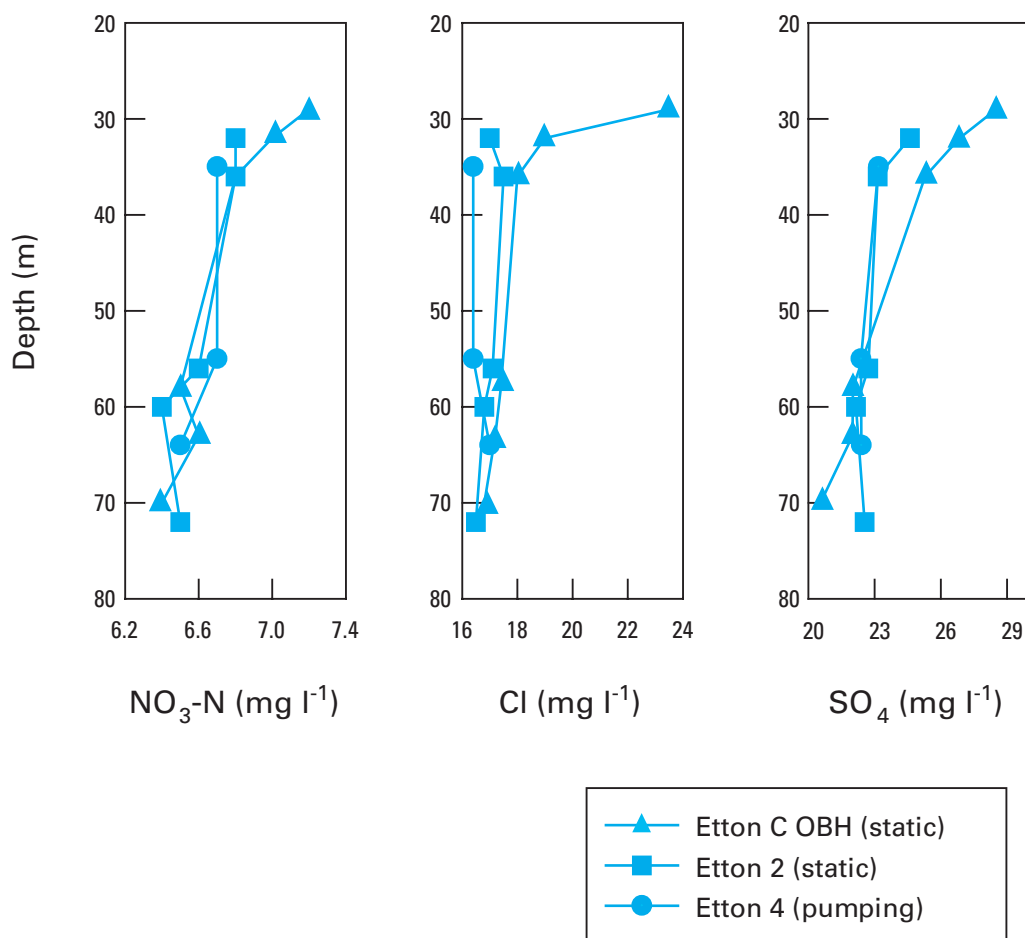 20 20 20
30 30 30
40 40 40
50 50 50
60 60 60
70 70 70
80 80 80
Depth (m)
6.2 6.6 7.0 7.4
16 18 20 22 24
20 23 26 29
NO₃-N (mg l⁻¹)
Cl (mg l⁻¹)
SO₄ (mg l⁻¹)
Etton C OBH (static)
Etton 2 (static)
Etton 4 (pumping)